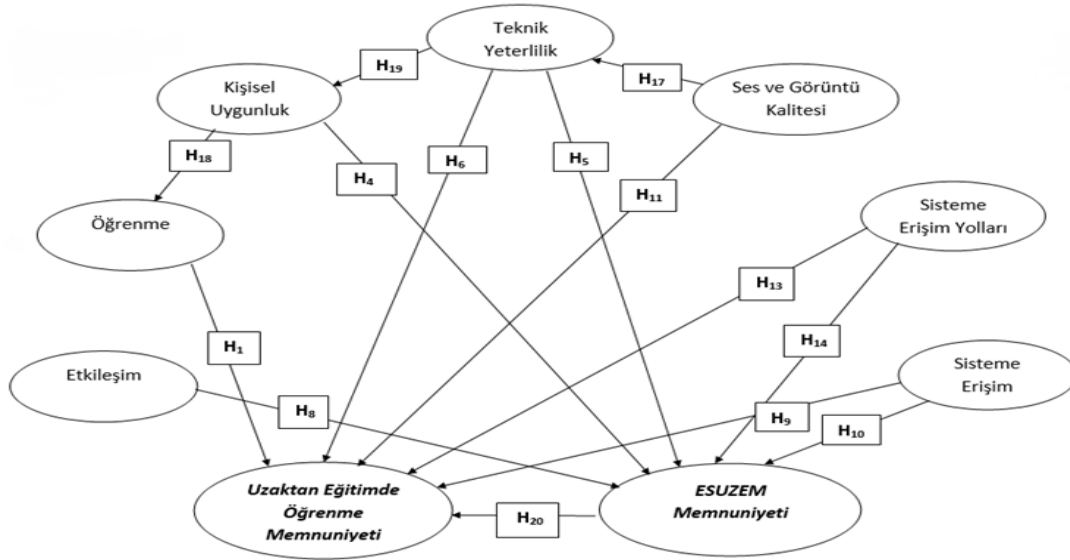 Teknik
Yeterlilik
H19
H17
Kişisel
Uygunluk
Ses ve Görüntü
Kalitesi
H18
H4
H6
H5
H11
Öğrenme
Sisteme
Erişim Yolları
H13
H1
H14
Etkileşim
Sisteme
Erişim
H8
H9
H10
Uzaktan Eğitimde
Öğrenme
Memnuniyeti
ESUZEM
Memnuniyeti
H20